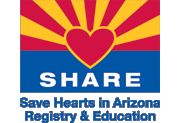 SHARE
Save Hearts in Arizona
Registry & Education